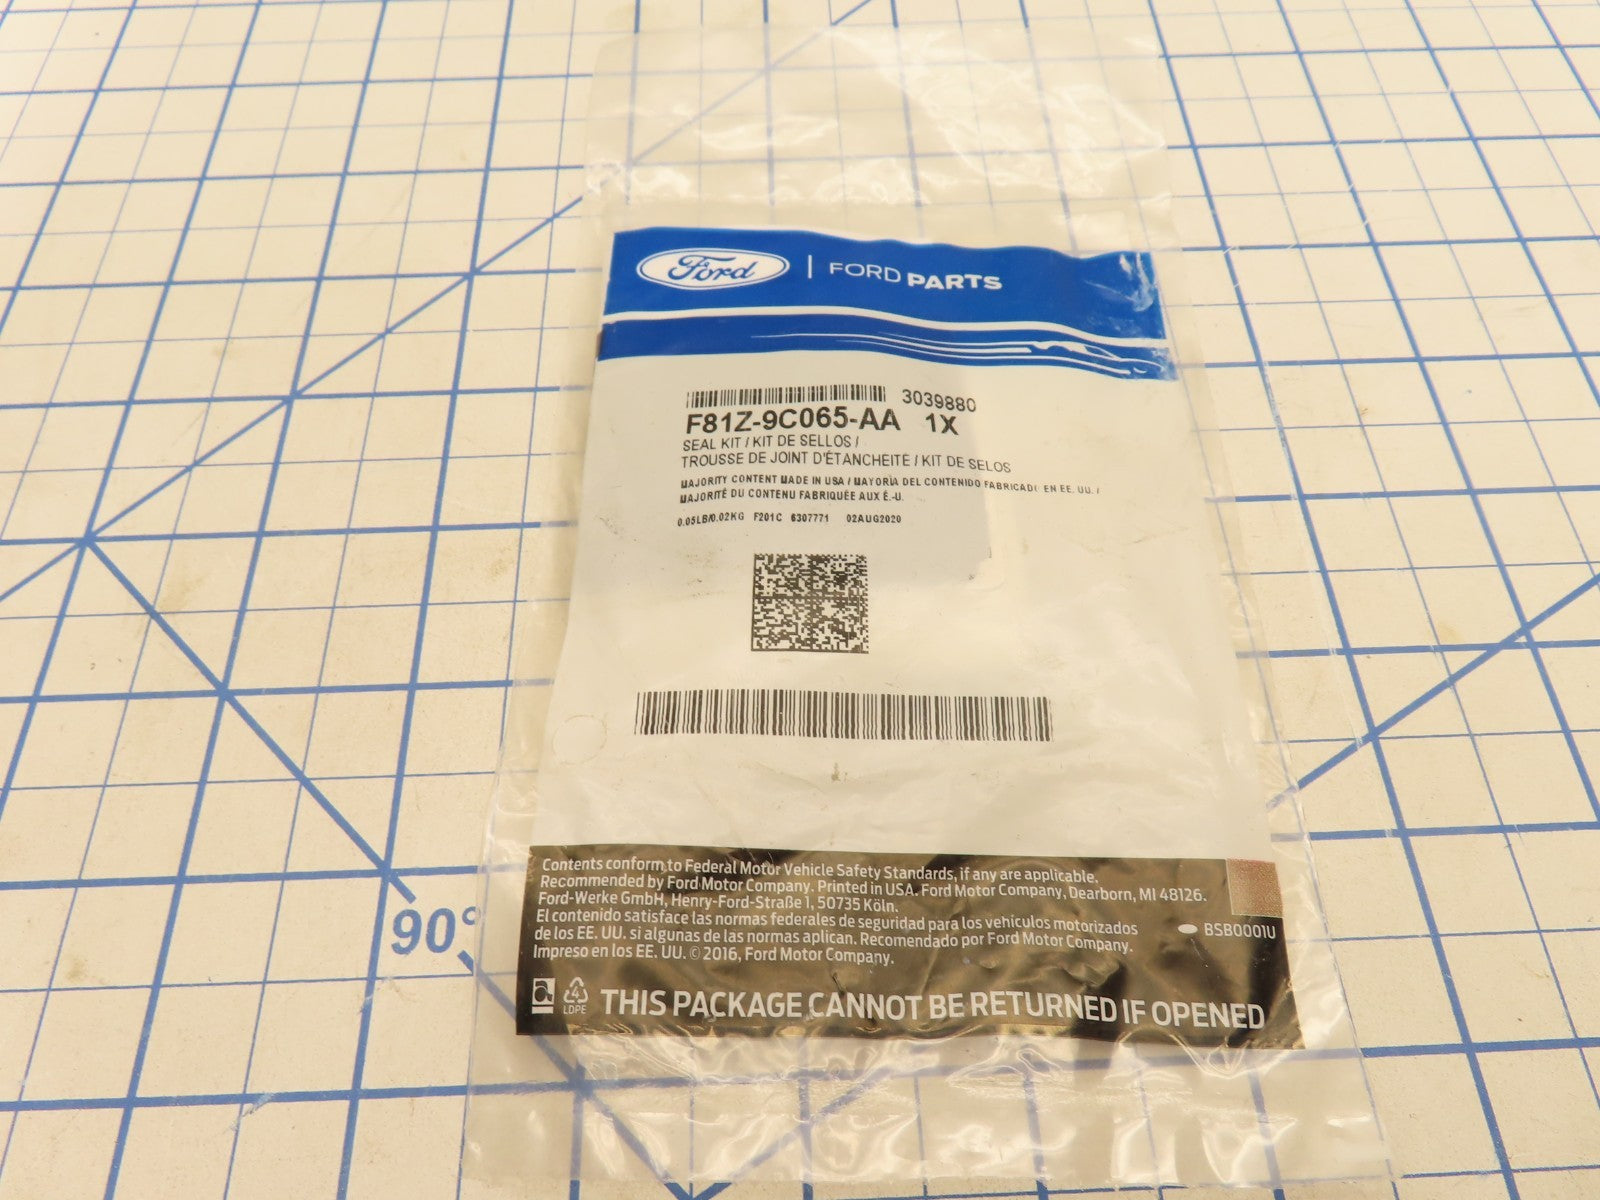 Ford | FORD PARTS
3039880
F81Z-9C065-AA 1X
SEAL KIT / KIT DE SELLOS /
TROUSSE DE JOINT D'ÉTANCHEITE / KIT DE SELOS
MAJORITY CONTENT MADE IN USA / MAYORIA DEL CONTENIDO FABRICADO EN EE. UU. /
MAJORITÉ DU CONTENU FABRIQUÉE AUX É.-U.
0.05LB/0.02KG F201C 6307771 02AUG2020
Contents conform to Federal Motor Vehicle Safety Standards, if any are applicable.
Recommended by Ford Motor Company. Printed in USA. Ford Motor Company, Dearborn, MI 48126.
Ford-Werke GmbH, Henry-Ford-Straße 1, 50735 Köln.
El contenido satisface las normas federales de seguridad para los vehículos motorizados
de los EE. UU. si algunas de las normas aplican. Recomendado por Ford Motor Company.
Impreso en los EE. UU. © 2016, Ford Motor Company.
BSB0001U
4
LDPE
THIS PACKAGE CANNOT BE RETURNED IF OPENED
90°